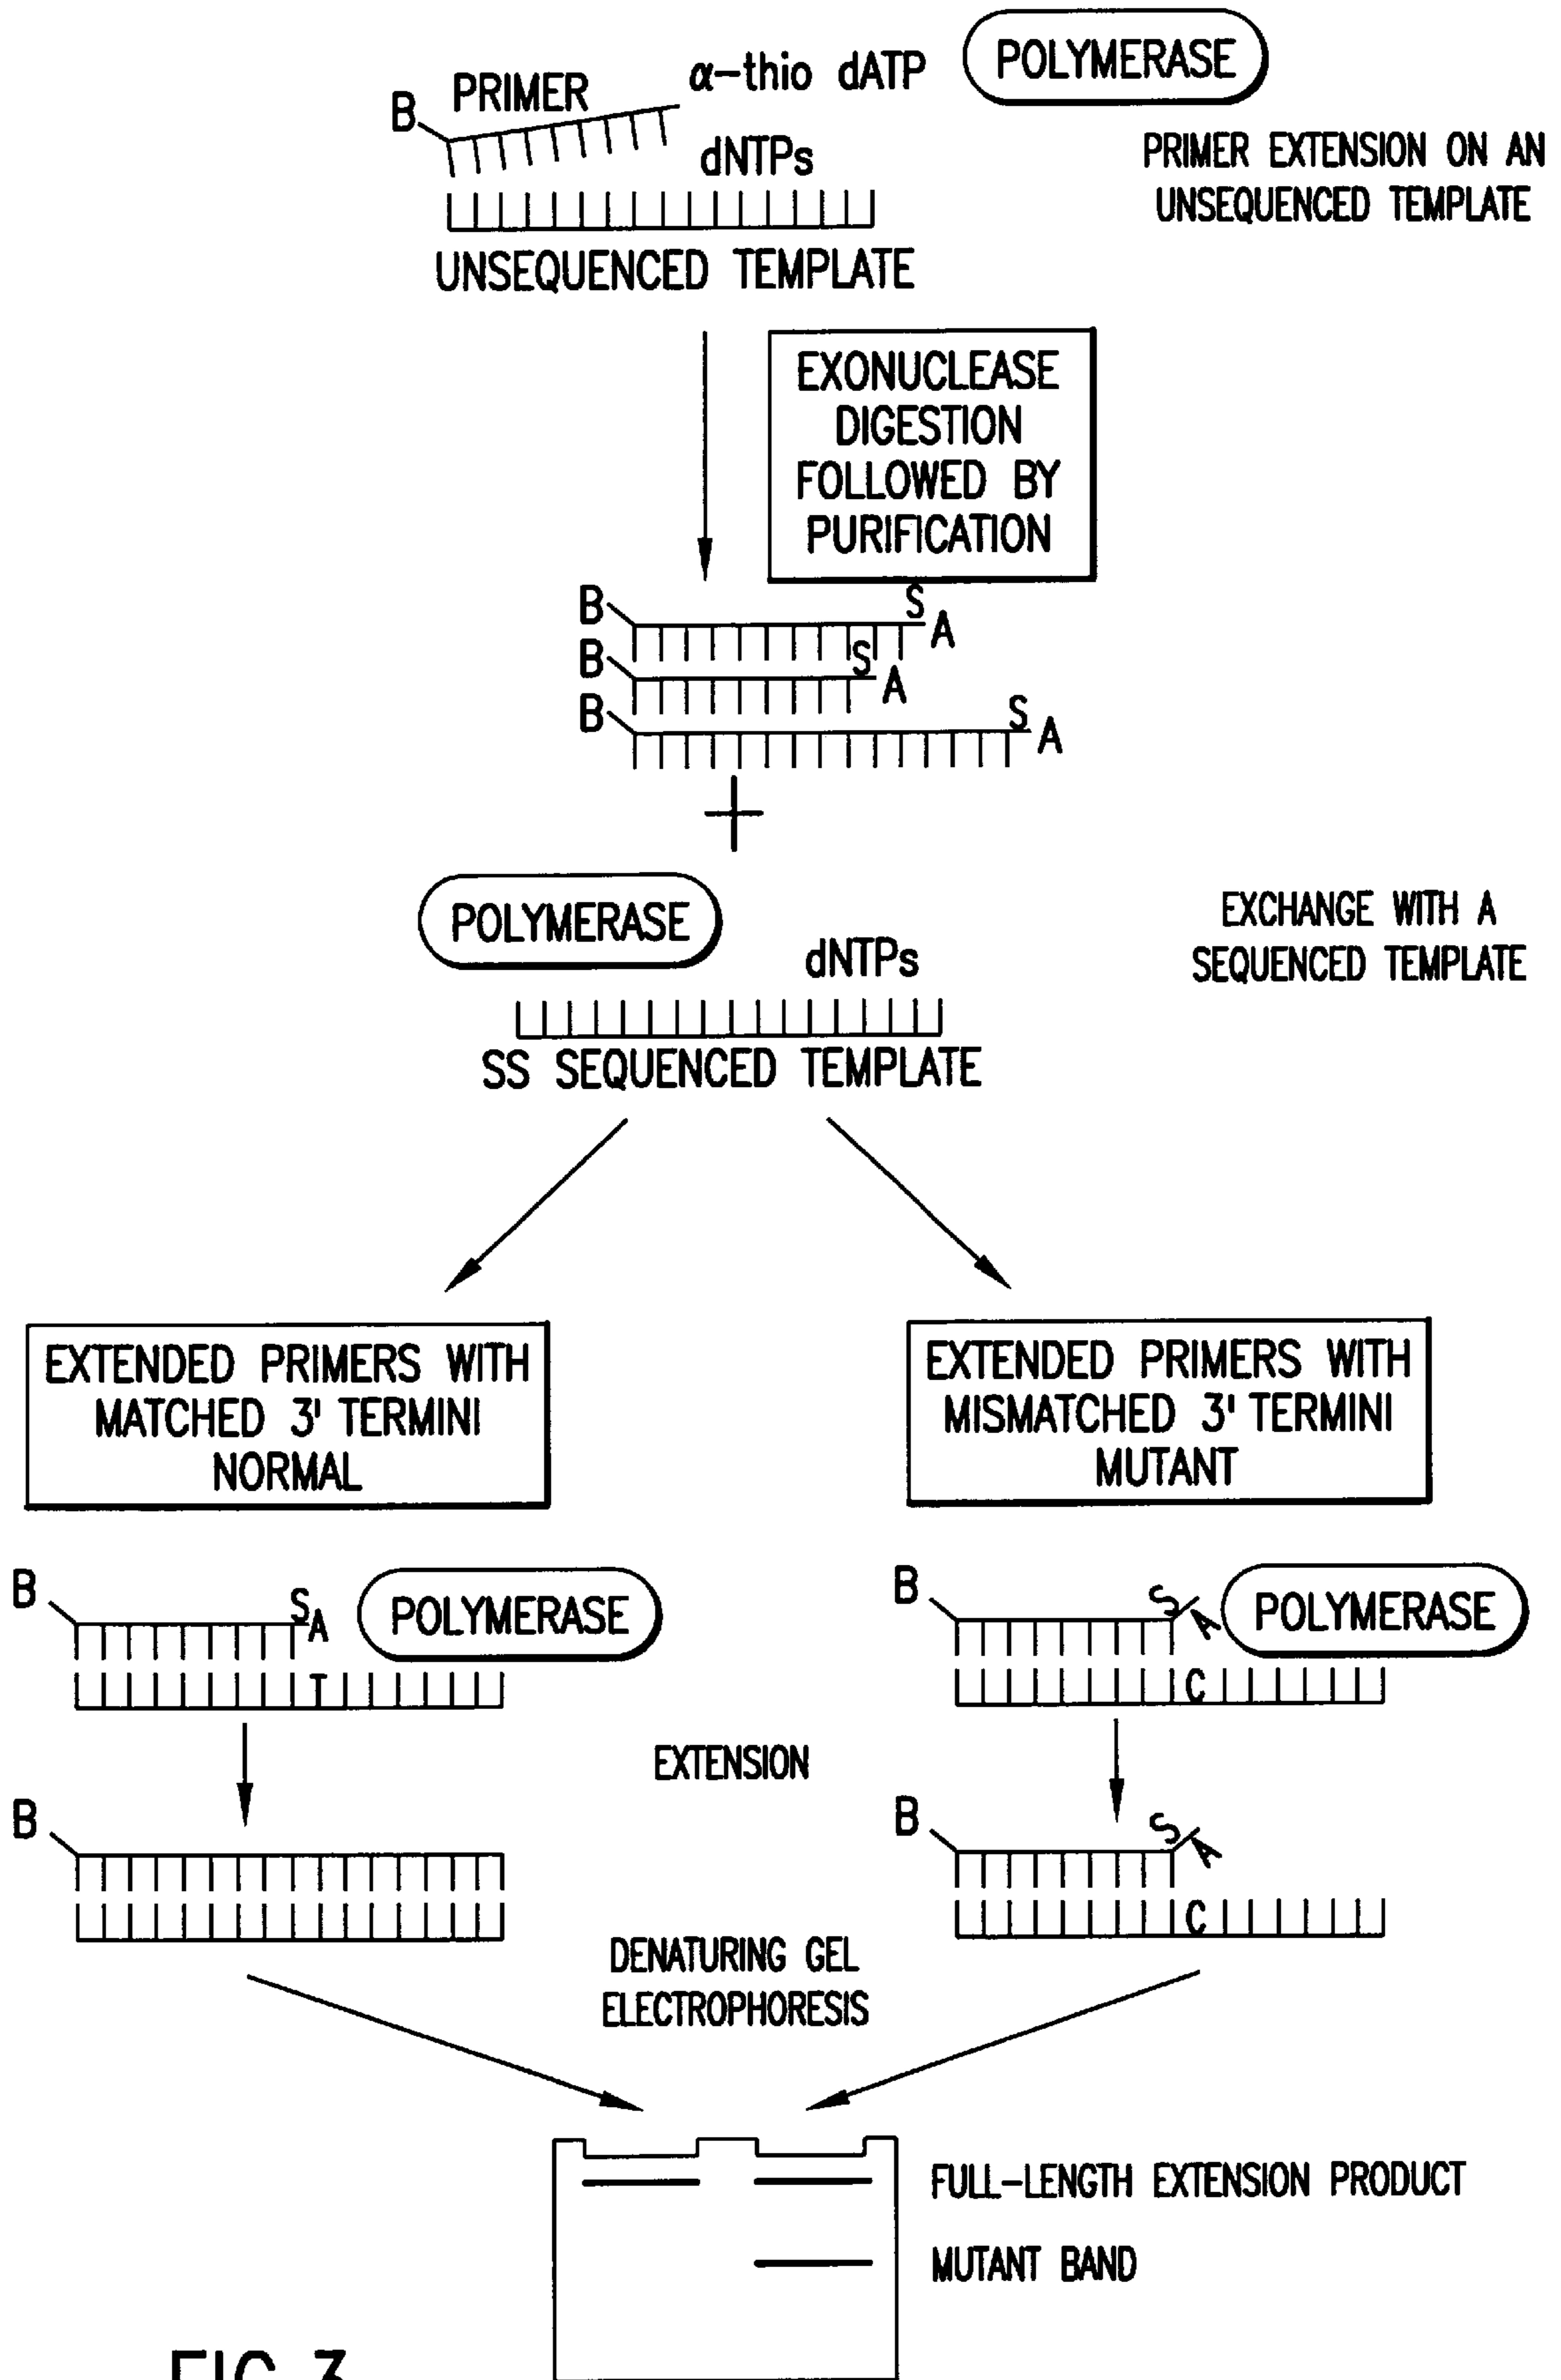 α-thio dATP
POLYMERASE
B
PRIMER
dNTPs
PRIMER EXTENSION ON AN
UNSEQUENCED TEMPLATE
UNSEQUENCED TEMPLATE
EXONUCLEASE
DIGESTION
FOLLOWED BY
PURIFICATION
B S A
B S A
B S A
+
POLYMERASE
dNTPs
EXCHANGE WITH A
SEQUENCED TEMPLATE
SS SEQUENCED TEMPLATE
EXTENDED PRIMERS WITH
MATCHED 3' TERMINI
NORMAL
EXTENDED PRIMERS WITH
MISMATCHED 3' TERMINI
MUTANT
B S A
POLYMERASE
T
B S A
POLYMERASE
C
EXTENSION
B
B S A
C
DENATURING GEL
ELECTROPHORESIS
FULL-LENGTH EXTENSION PRODUCT
MUTANT BAND
FIG. 3